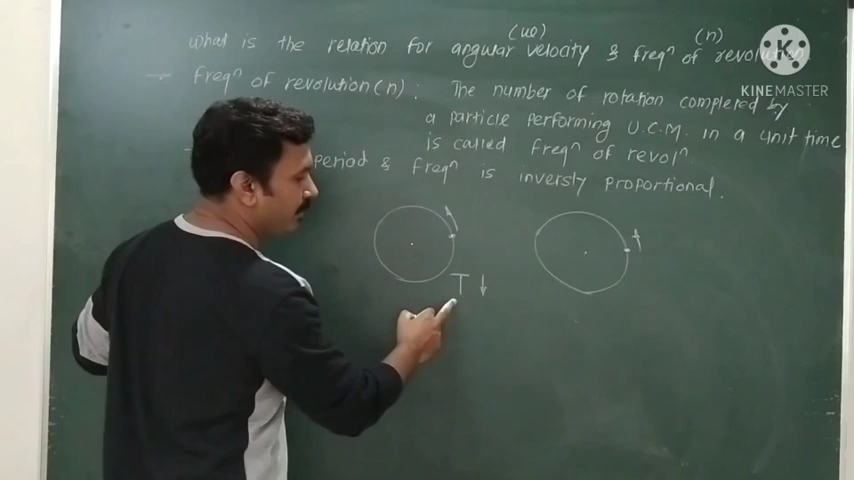 (ω) (n)
What is the relation for angular velocity & freqⁿ of revolution
→ freqⁿ of revolution (n) : The number of rotation completed by
a particle performing U.C.M. in a unit time
is called freqⁿ of revolⁿ
period & freqⁿ is inversly proportional.
T ↓
K
KINEMASTER